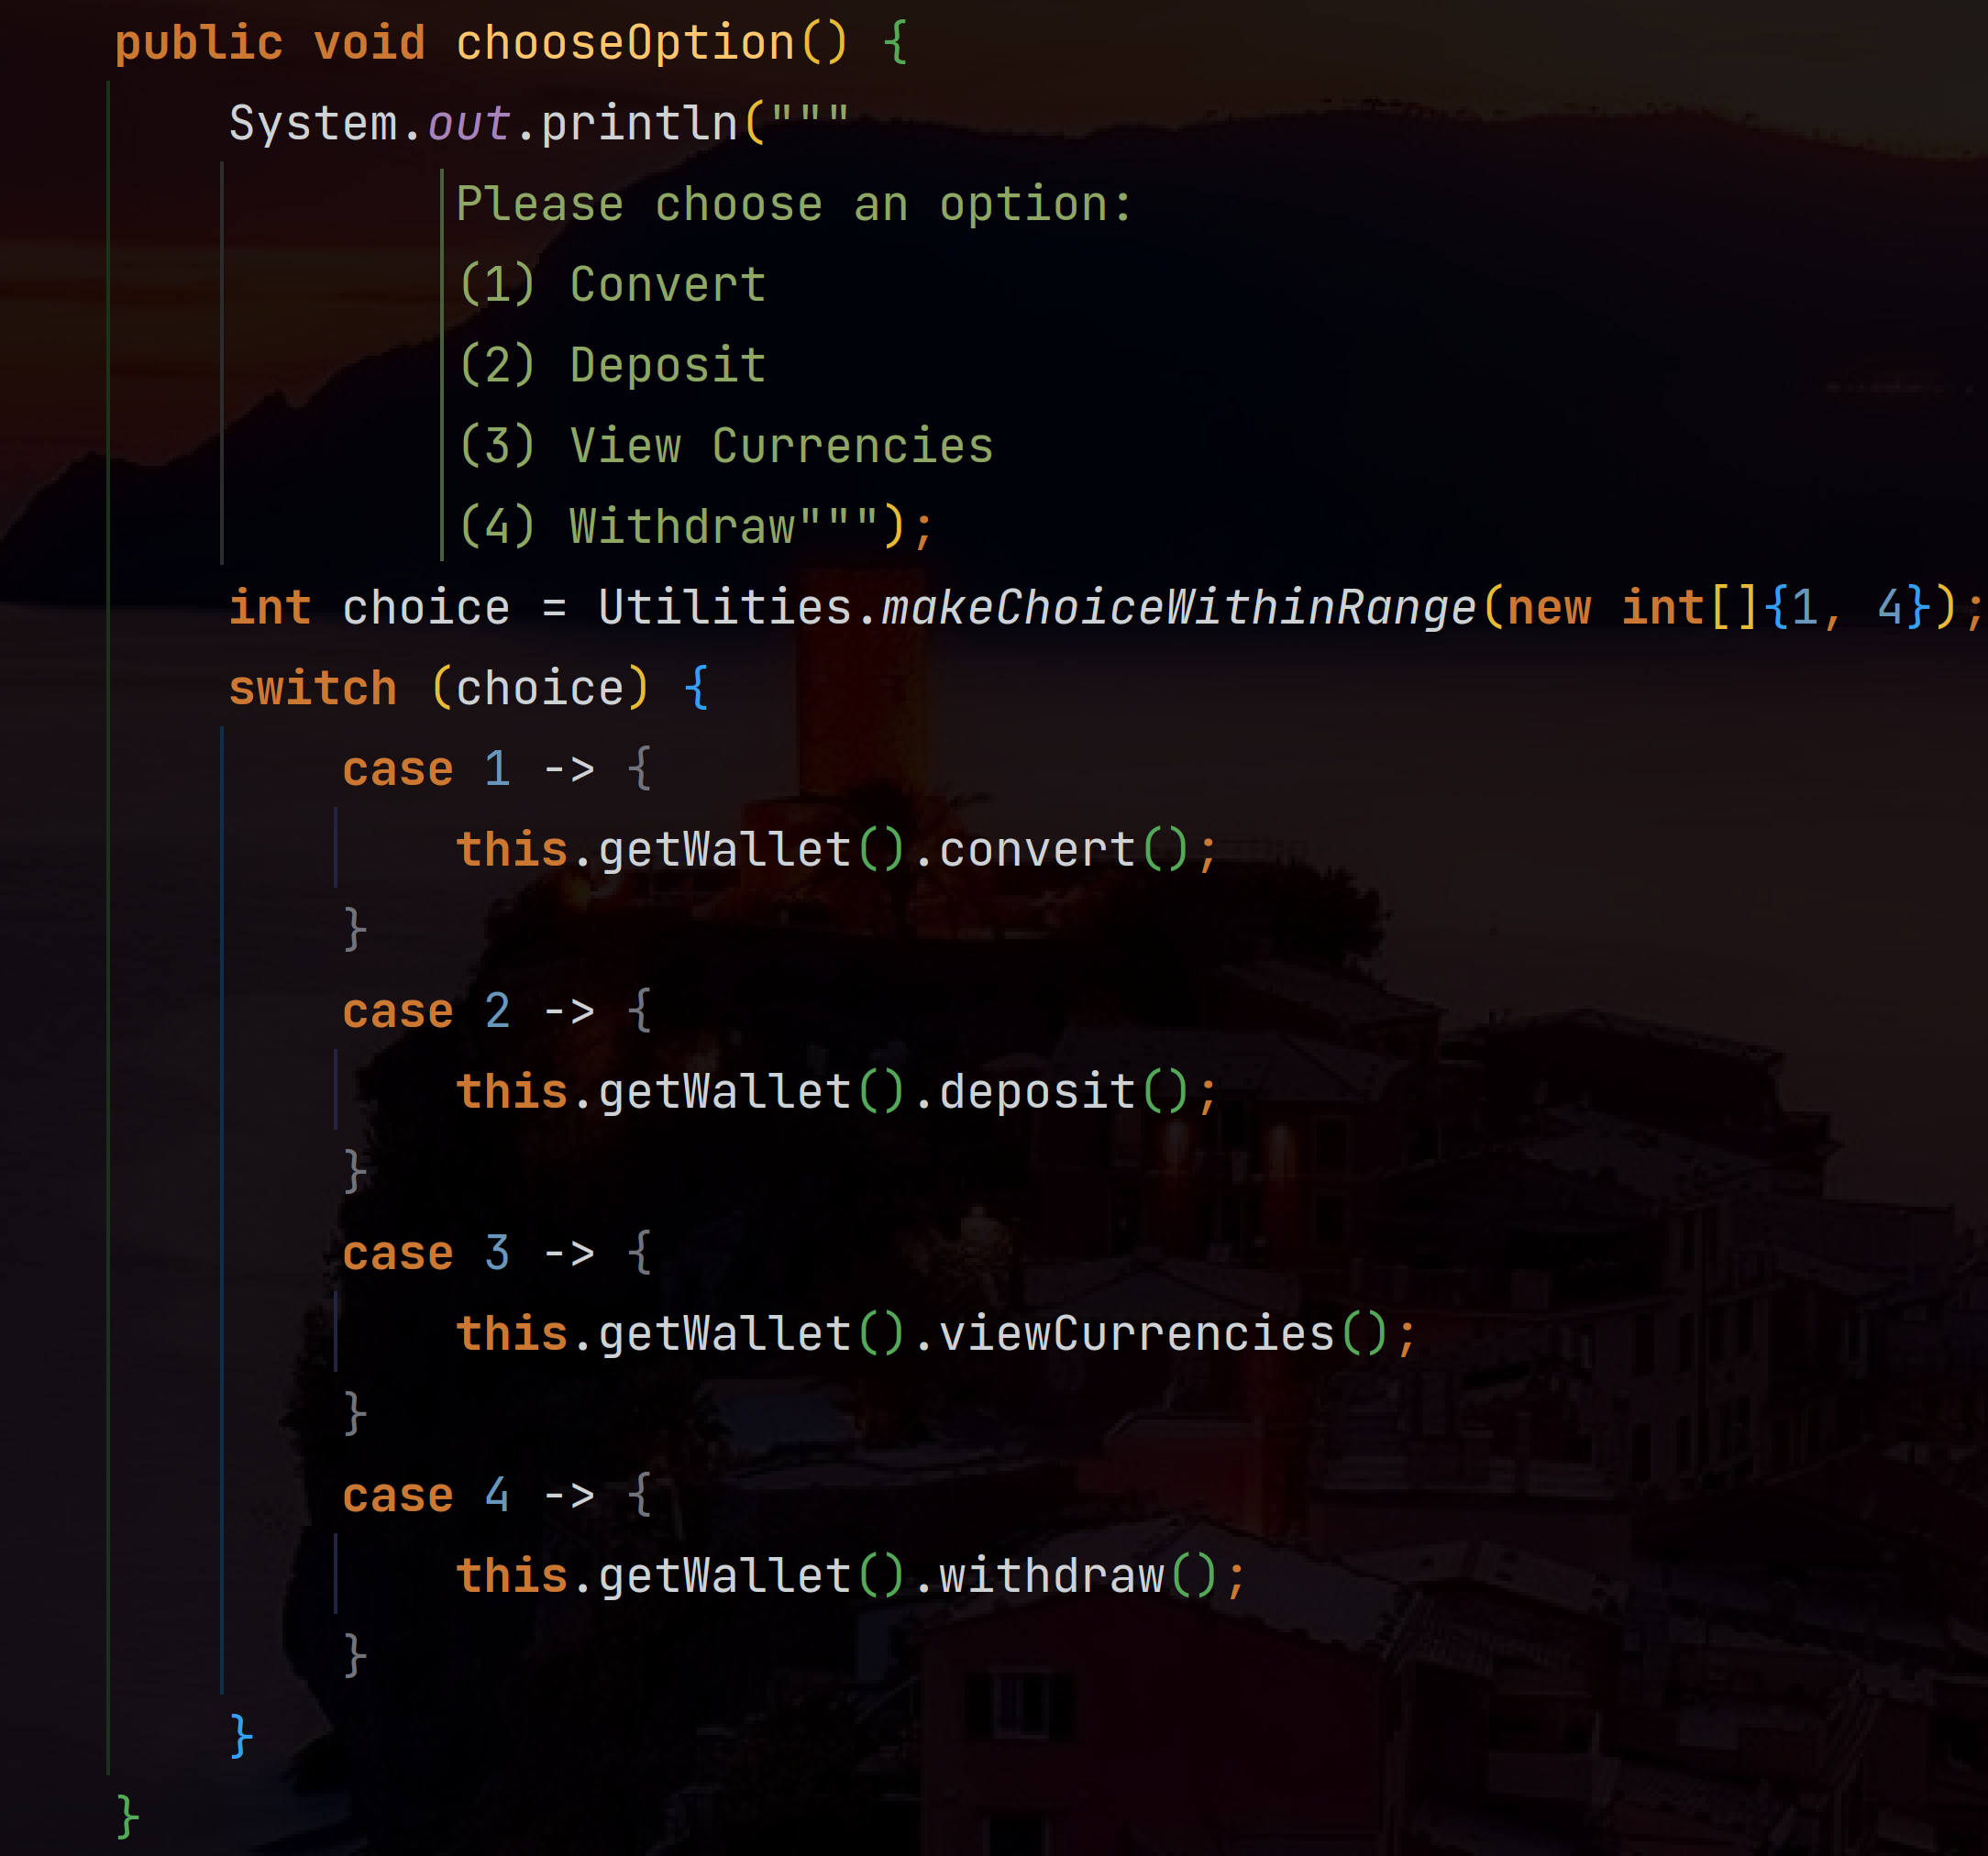 public void chooseOption() {
    System.out.println("""
            Please choose an option:
            (1) Convert
            (2) Deposit
            (3) View Currencies
            (4) Withdraw""");
    int choice = Utilities.makeChoiceWithinRange(new int[]{1, 4});
    switch (choice) {
        case 1 -> {
            this.getWallet().convert();
        }
        case 2 -> {
            this.getWallet().deposit();
        }
        case 3 -> {
            this.getWallet().viewCurrencies();
        }
        case 4 -> {
            this.getWallet().withdraw();
        }
    }
}